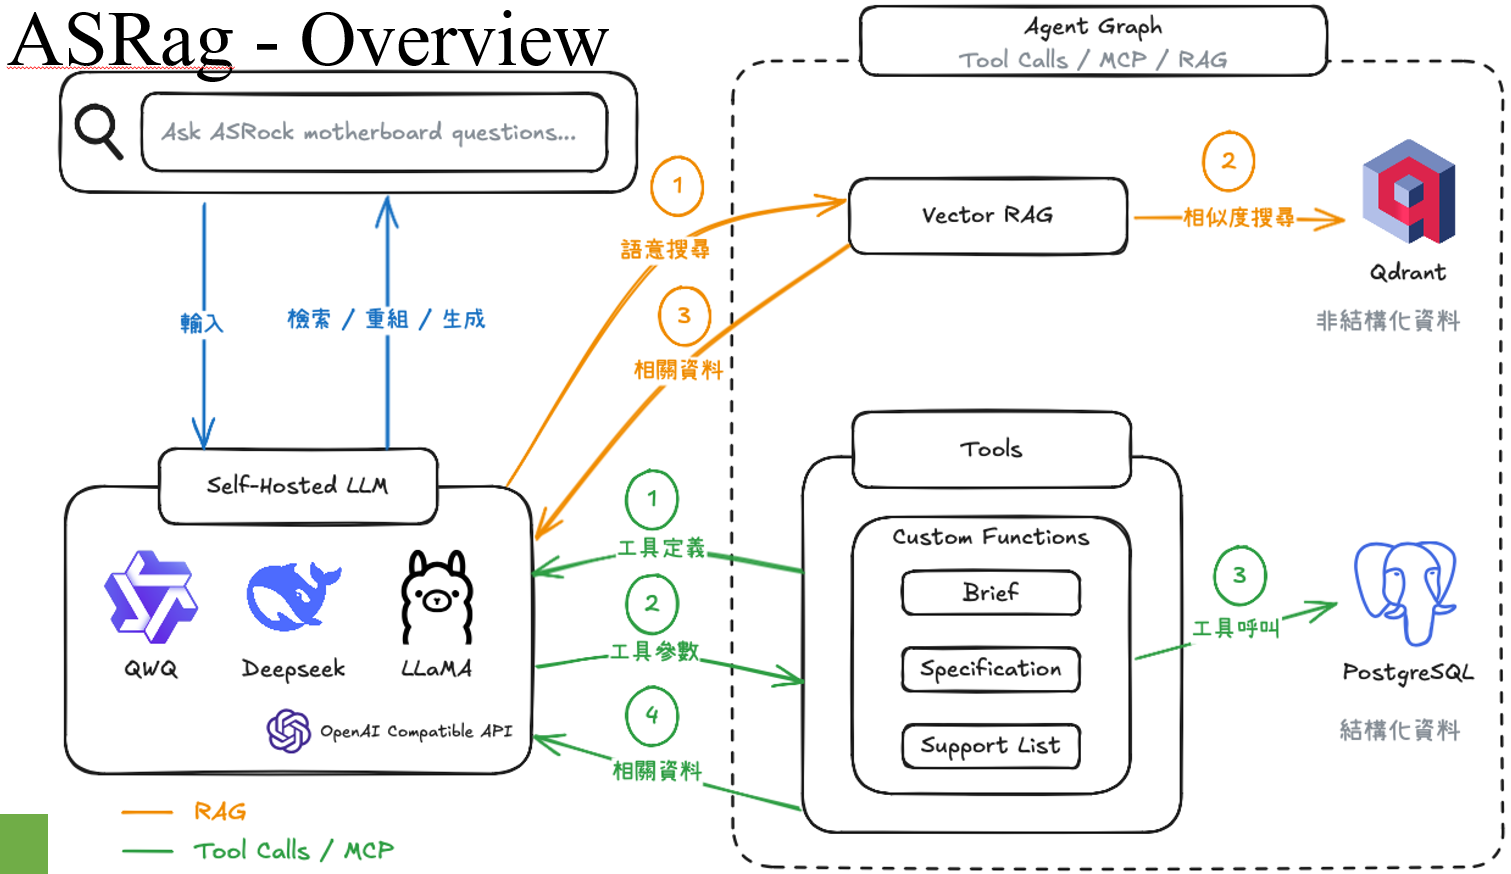 ASRag - Overview
Ask ASRock motherboard questions...
輸入
檢索 / 重組 / 生成
Self-Hosted LLM
QWQ
Deepseek
LLaMA
OpenAI Compatible API
RAG
Tool Calls / MCP
1
語意搜尋
3
相關資料
1
工具定義
2
工具參數
4
相關資料
Agent Graph
Tool Calls / MCP / RAG
Vector RAG
2
相似度搜尋
Qdrant
非結構化資料
Tools
Custom Functions
Brief
Specification
Support List
3
工具呼叫
PostgreSQL
結構化資料